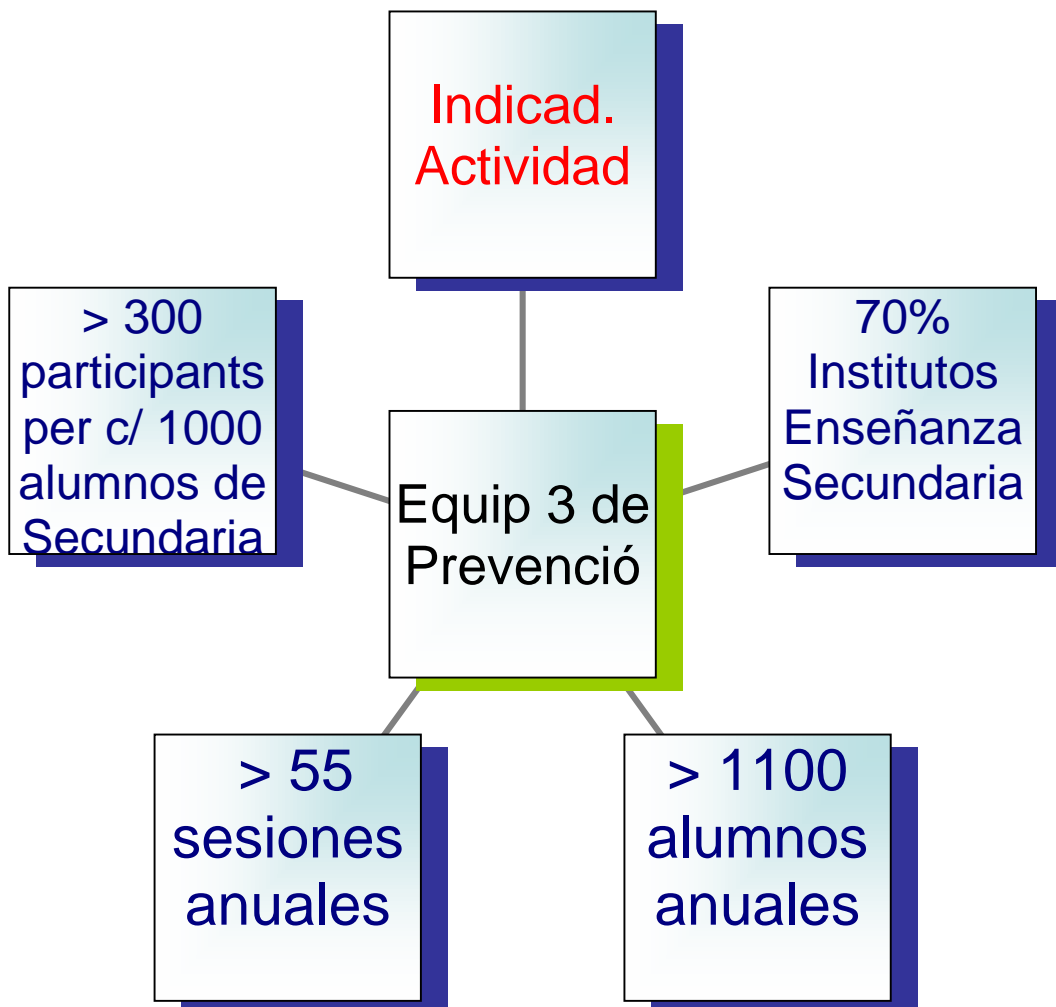 Indicad.
Actividad
> 300
participants
per c/ 1000
alumnos de
Secundaria
70%
Institutos
Enseñanza
Secundaria
Equip 3 de
Prevenció
> 55
sesiones
anuales
> 1100
alumnos
anuales